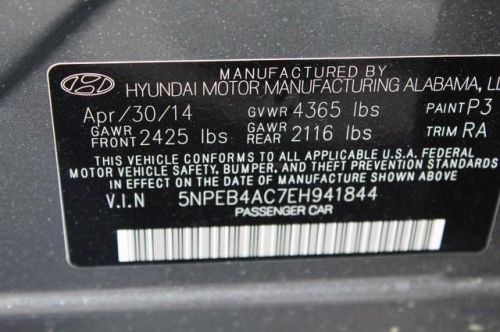 MANUFACTURED BY
HYUNDAI MOTOR MANUFACTURING ALABAMA, LL
Apr/30/14 GVWR 4365 lbs PAINT P3
GAWR FRONT 2425 lbs GAWR REAR 2116 lbs TRIM RA
THIS VEHICLE CONFORMS TO ALL APPLICABLE U.S.A. FEDERAL
MOTOR VEHICLE SAFETY, BUMPER, AND THEFT PREVENTION STANDARDS
IN EFFECT ON THE DATE OF MANUFACTURE SHOWN ABOVE
V.I.N 5NPEB4AC7EH941844
PASSENGER CAR